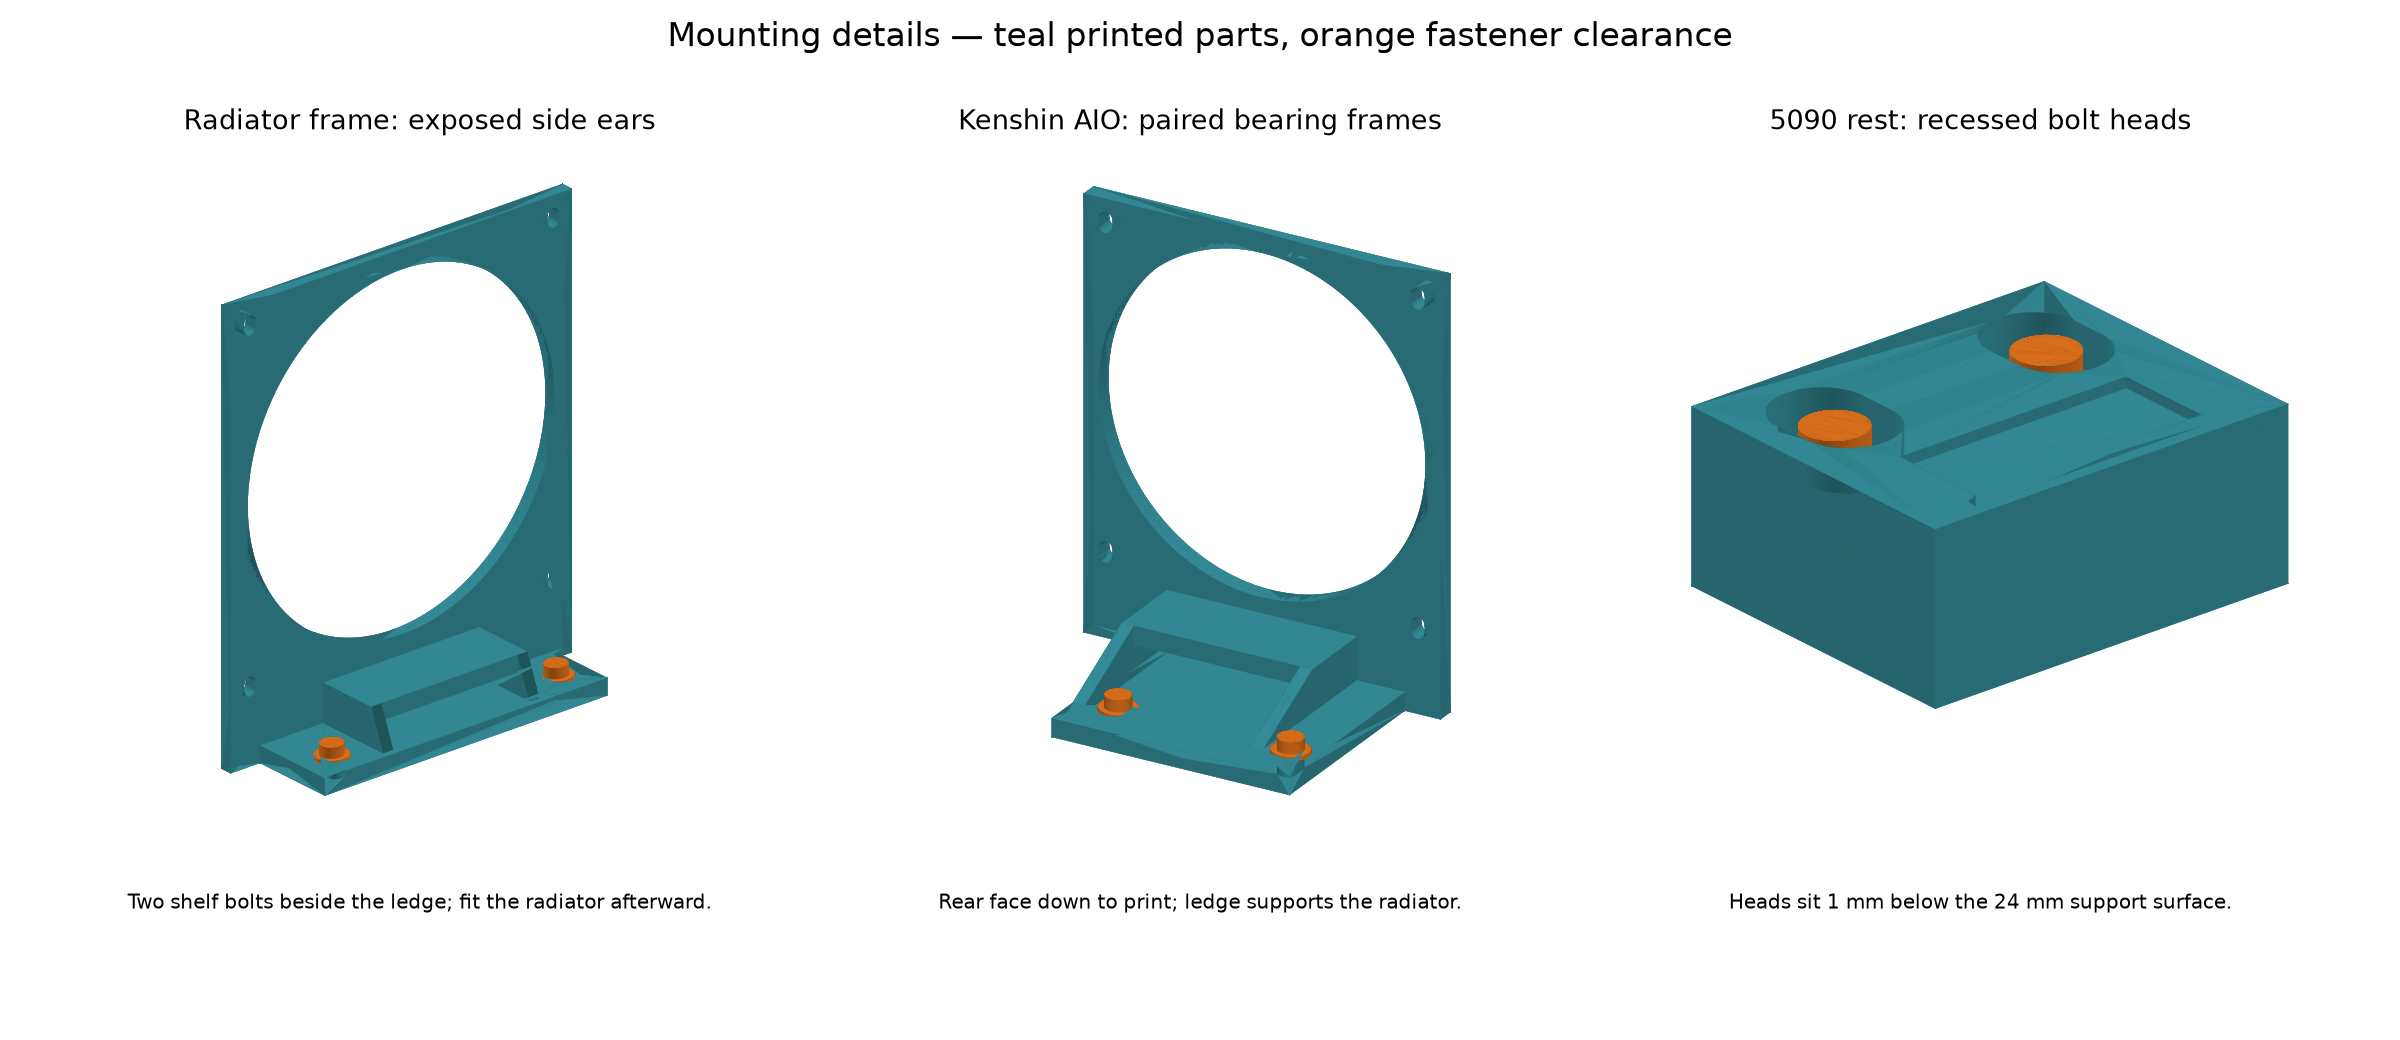 Mounting details — teal printed parts, orange fastener clearance
Radiator frame: exposed side ears
Kenshin AIO: paired bearing frames
5090 rest: recessed bolt heads
Two shelf bolts beside the ledge; fit the radiator afterward.
Rear face down to print; ledge supports the radiator.
Heads sit 1 mm below the 24 mm support surface.